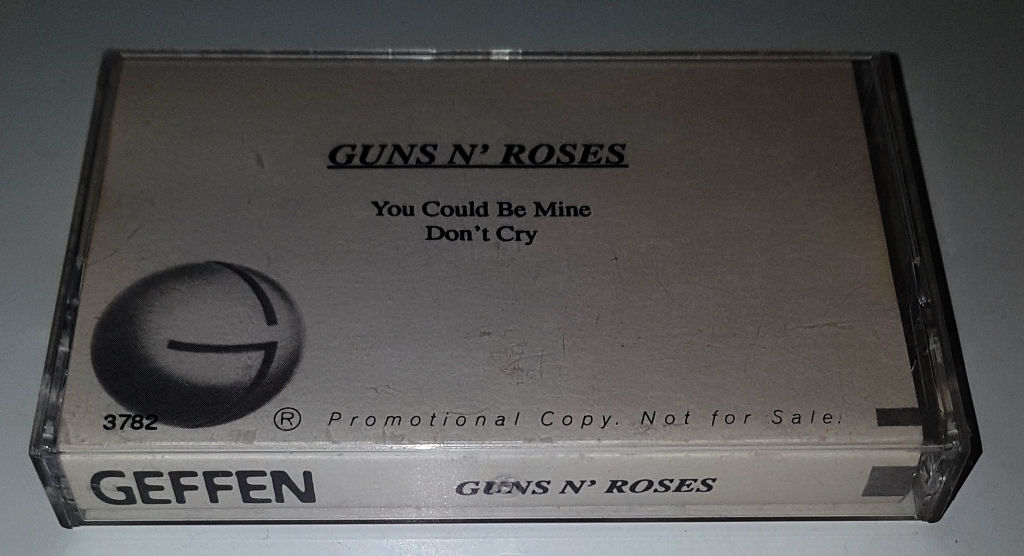 GUNS N' ROSES
You Could Be Mine
Don't Cry
3782
® Promotional Copy. Not for Sale.
GEFFEN GUNS N' ROSES